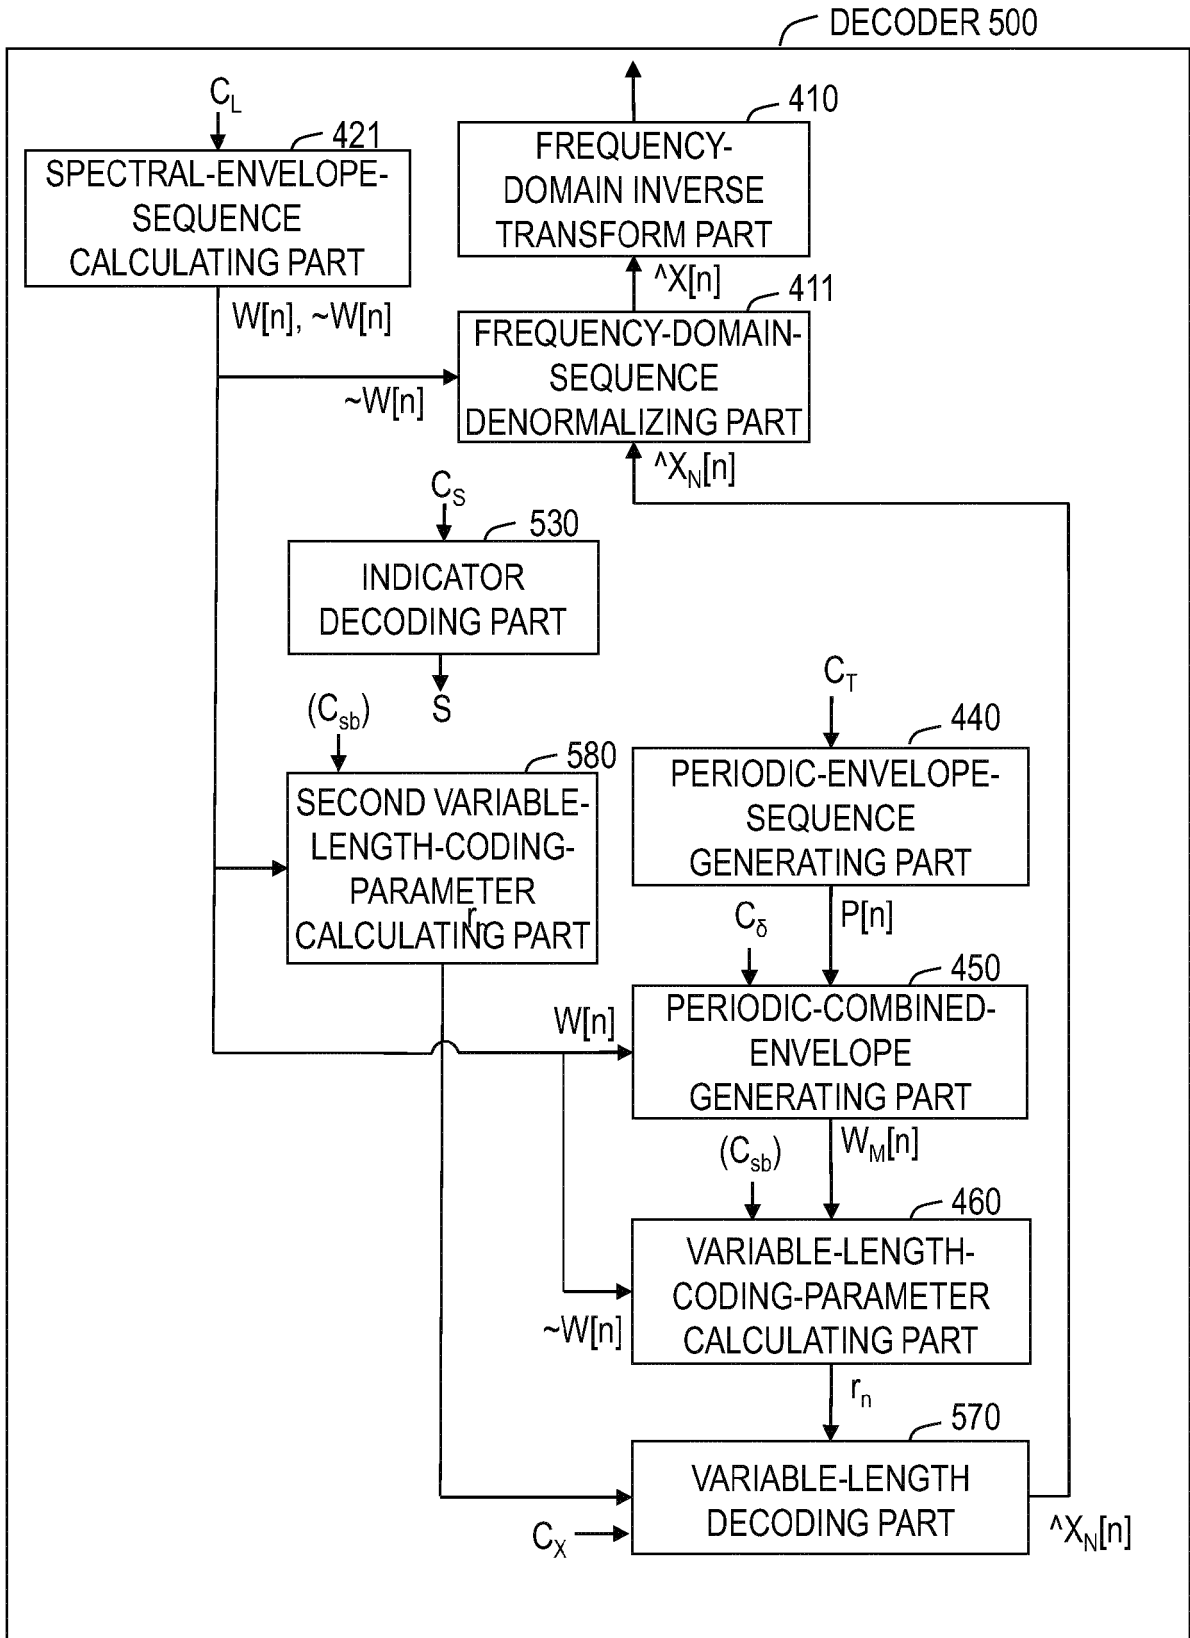 DECODER 500
C_L
421
SPECTRAL-ENVELOPE-
SEQUENCE
CALCULATING PART
W[n], ~W[n]
410
FREQUENCY-
DOMAIN INVERSE
TRANSFORM PART
^X[n]
411
FREQUENCY-DOMAIN-
SEQUENCE
DENORMALIZING PART
~W[n]
^X_N[n]
C_S
530
INDICATOR
DECODING PART
S
(C_sb)
580
SECOND VARIABLE-
LENGTH-CODING-
PARAMETER
CALCULATING PART
r_n
C_T
440
PERIODIC-ENVELOPE-
SEQUENCE
GENERATING PART
C_δ
P[n]
450
W[n]
PERIODIC-COMBINED-
ENVELOPE
GENERATING PART
(C_sb)
W_M[n]
460
VARIABLE-LENGTH-
CODING-PARAMETER
CALCULATING PART
~W[n]
r_n
570
VARIABLE-LENGTH
DECODING PART
C_X
^X_N[n]